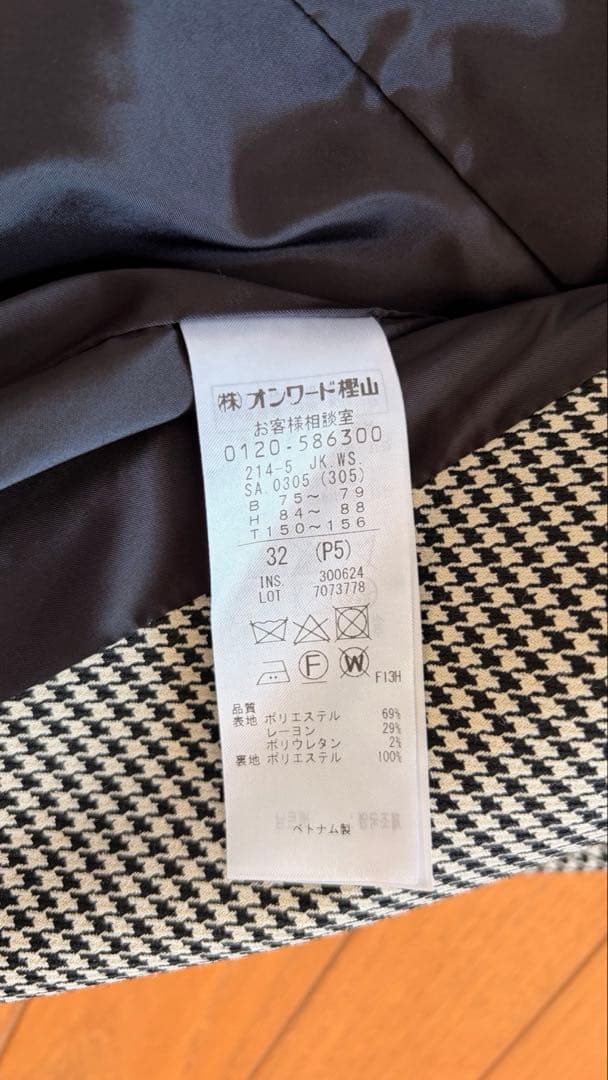 (株)オンワード樫山
お客様相談室
0120-586300
214-5 JK.WS.
SA.0305 (305)
B 75〜 79
H 84〜 88
T150〜156
32 (P5)
INS. 300624
LOT 7073778
F W F13H
品質
表地 ポリエステル 69%
レーヨン 29%
ポリウレタン 2%
裏地 ポリエステル 100%
ベトナム製